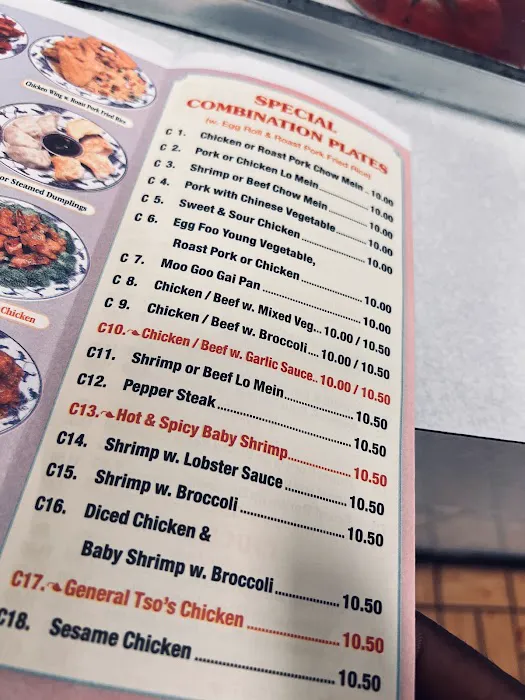 Chicken Wing w. Roast Pork Fried Rice
or Steamed Dumplings
Chicken
SPECIAL
COMBINATION PLATES
(w. Egg Roll & Roast Pork Fried Rice)
C 1. Chicken or Roast Pork Chow Mein .. 10.00
C 2. Pork or Chicken Lo Mein .......... 10.00
C 3. Shrimp or Beef Chow Mein .......... 10.00
C 4. Pork with Chinese Vegetable .......... 10.00
C 5. Sweet & Sour Chicken .......... 10.00
C 6. Egg Foo Young Vegetable,
Roast Pork or Chicken .......... 10.00
C 7. Moo Goo Gai Pan .......... 10.00
C 8. Chicken / Beef w. Mixed Veg... 10.00 / 10.50
C 9. Chicken / Beef w. Broccoli .... 10.00 / 10.50
C10. Chicken / Beef w. Garlic Sauce.. 10.00 / 10.50
C11. Shrimp or Beef Lo Mein .......... 10.50
C12. Pepper Steak .......... 10.50
C13. Hot & Spicy Baby Shrimp .......... 10.50
C14. Shrimp w. Lobster Sauce .......... 10.50
C15. Shrimp w. Broccoli .......... 10.50
C16. Diced Chicken &
Baby Shrimp w. Broccoli .......... 10.50
C17. General Tso's Chicken .......... 10.50
C18. Sesame Chicken .......... 10.50